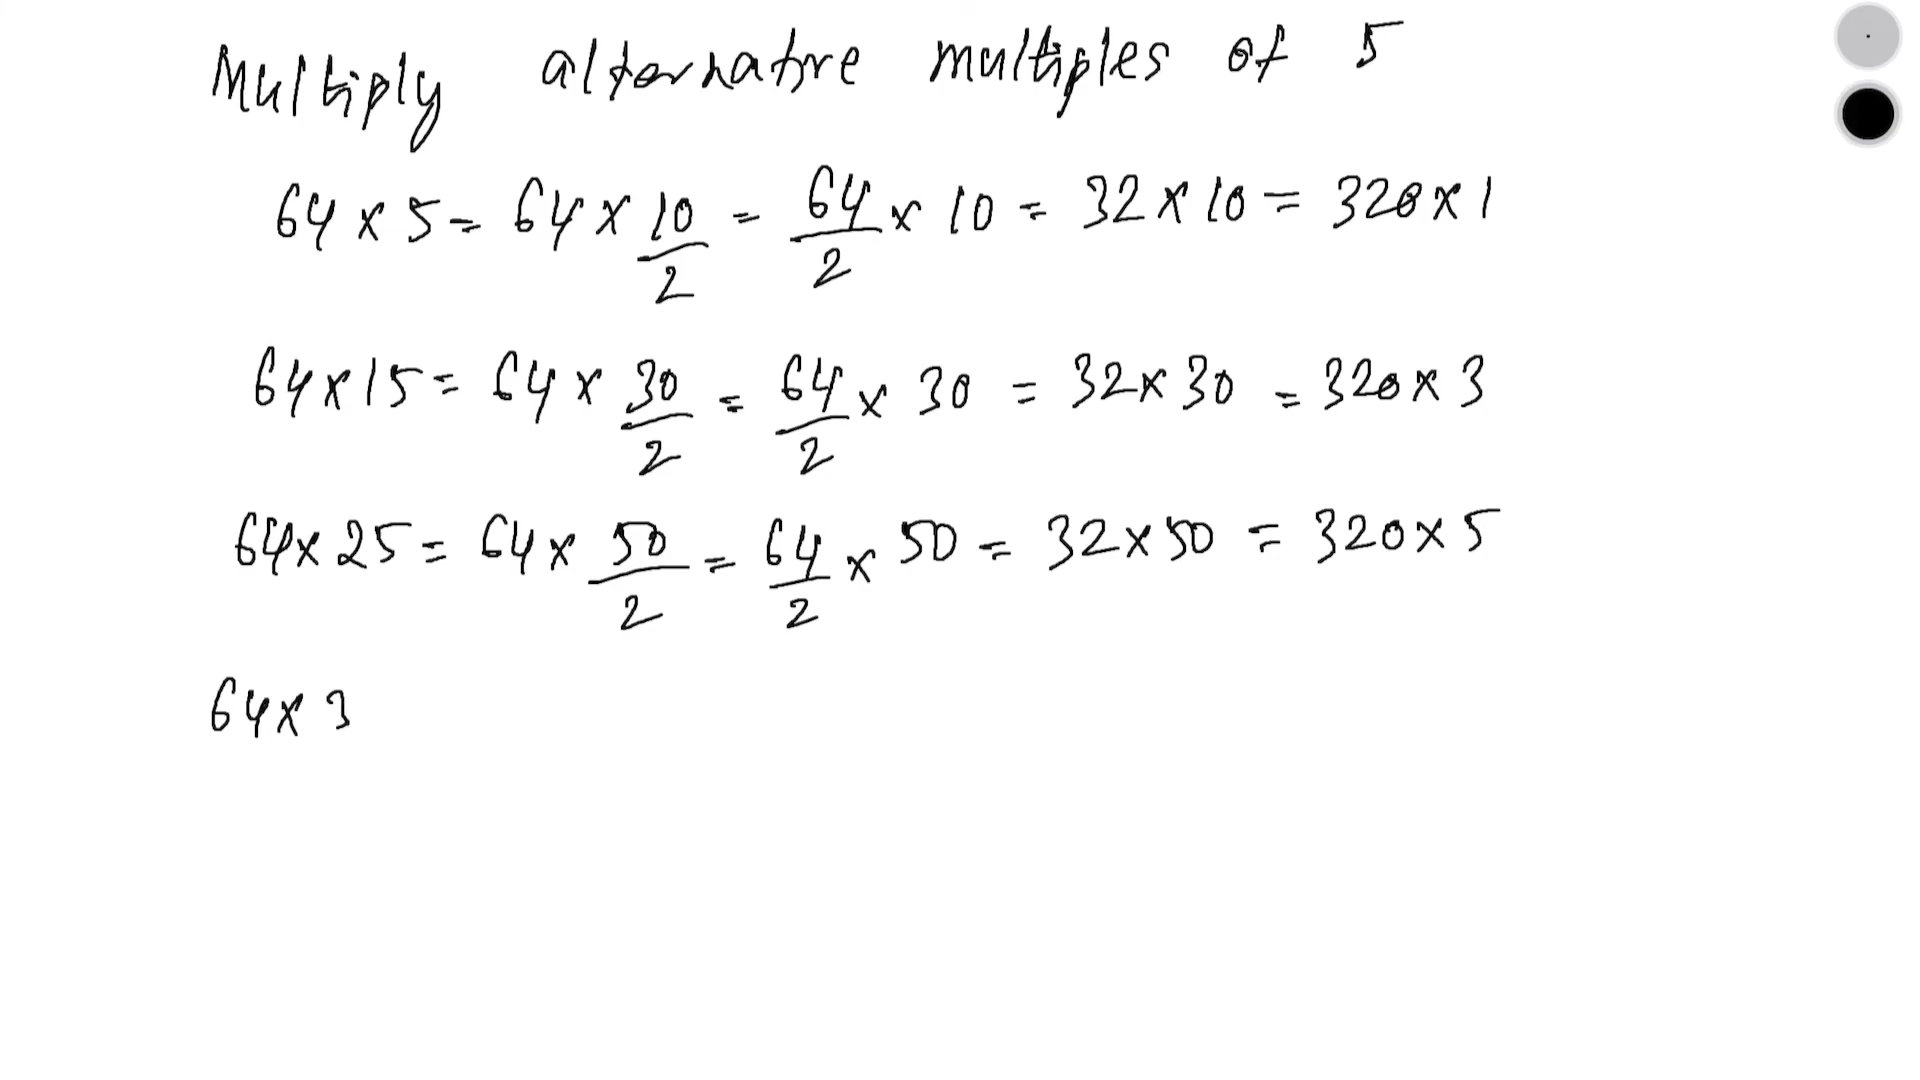 Multiply alternative multiples of 5
64 x 5 = 64 x 10/2 = 64/2 x 10 = 32 x 10 = 320 x 1
64 x 15 = 64 x 30/2 = 64/2 x 30 = 32 x 30 = 320 x 3
64 x 25 = 64 x 50/2 = 64/2 x 50 = 32 x 50 = 320 x 5
64 x 3